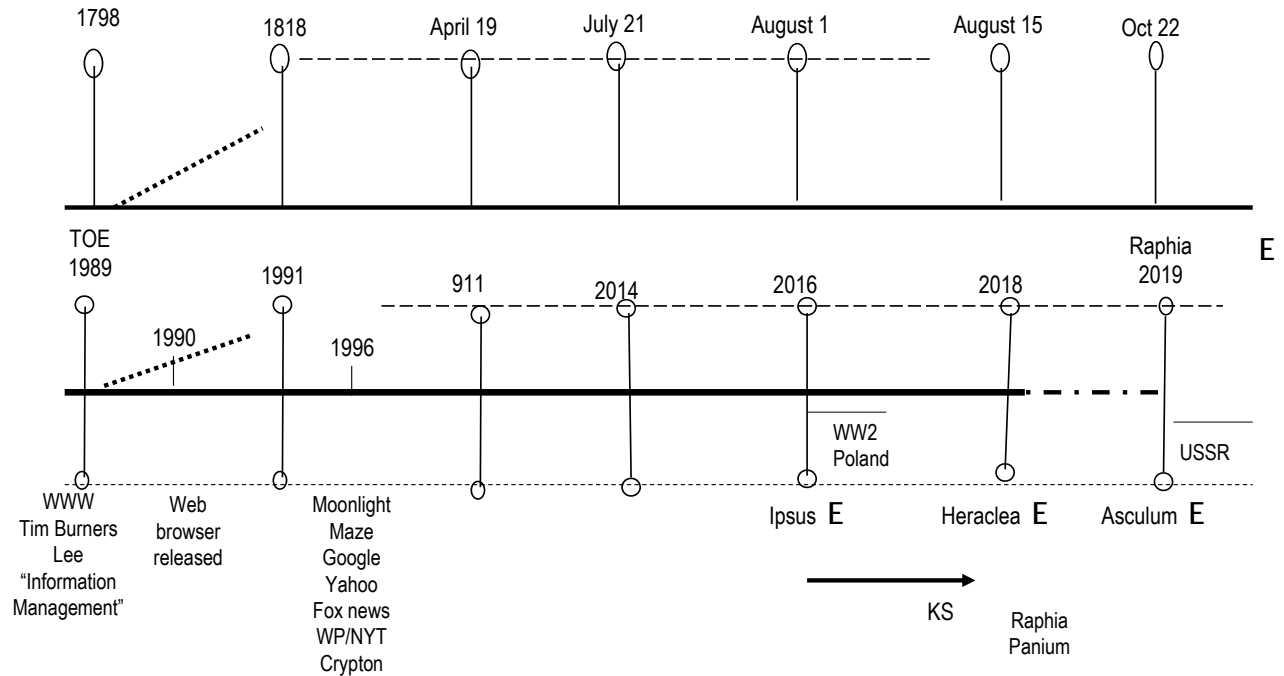 1798
1818
April 19
July 21
August 1
August 15
Oct 22
TOE
1989
1991
911
2014
2016
2018
Raphia
2019
E
1990
1996
WW2
Poland
USSR
WWW
Tim Burners
Lee
“Information
Management”
Web
browser
released
Moonlight
Maze
Google
Yahoo
Fox news
WP/NYT
Crypton
Ipsus E
Heraclea E
Asculum E
KS
Raphia
Panium